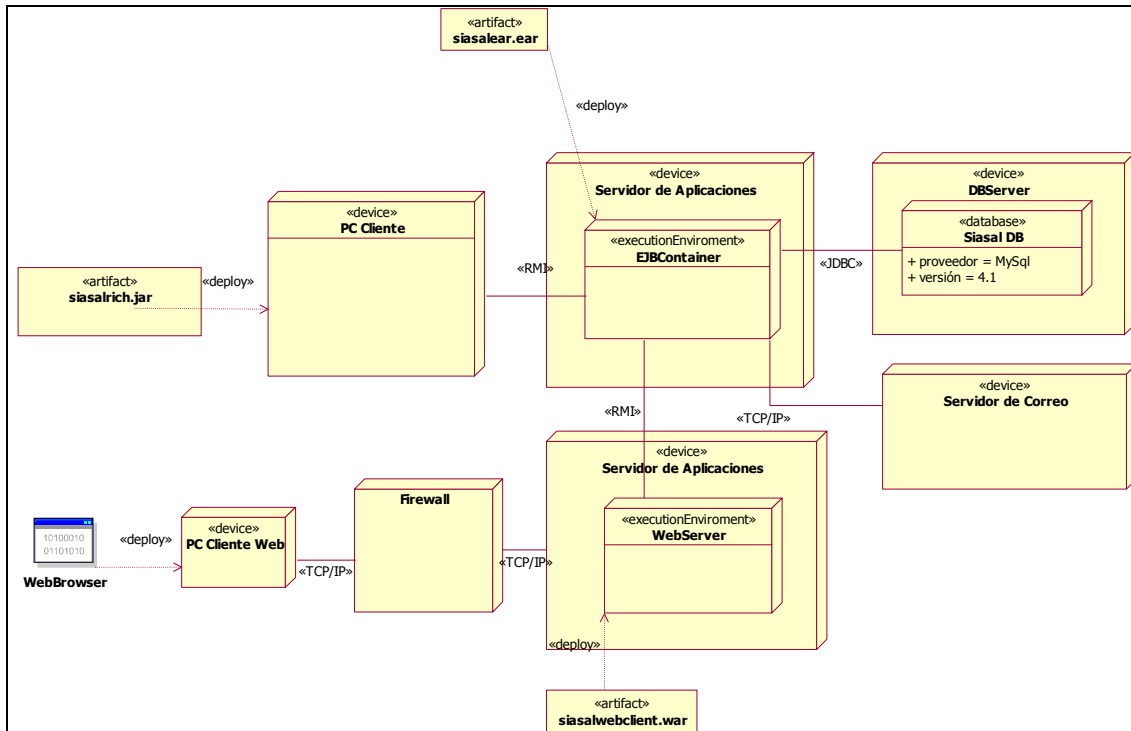 «artifact»
siasalear.ear
«deploy»
«device»
Servidor de Aplicaciones
«executionEnviroment»
EJBContainer
«device»
DBServer
«database»
Siasal DB
+ proveedor = MySql
+ versión = 4.1
«JDBC»
«device»
PC Cliente
«RMI»
«artifact»
siasalrich.jar
«deploy»
«device»
Servidor de Correo
«RMI»
«TCP/IP»
«device»
Servidor de Aplicaciones
«executionEnviroment»
WebServer
Firewall
«TCP/IP»
«TCP/IP»
«device»
PC Cliente Web
«deploy»
10100010
01101010
WebBrowser
«deploy»
«artifact»
siasalwebclient.war